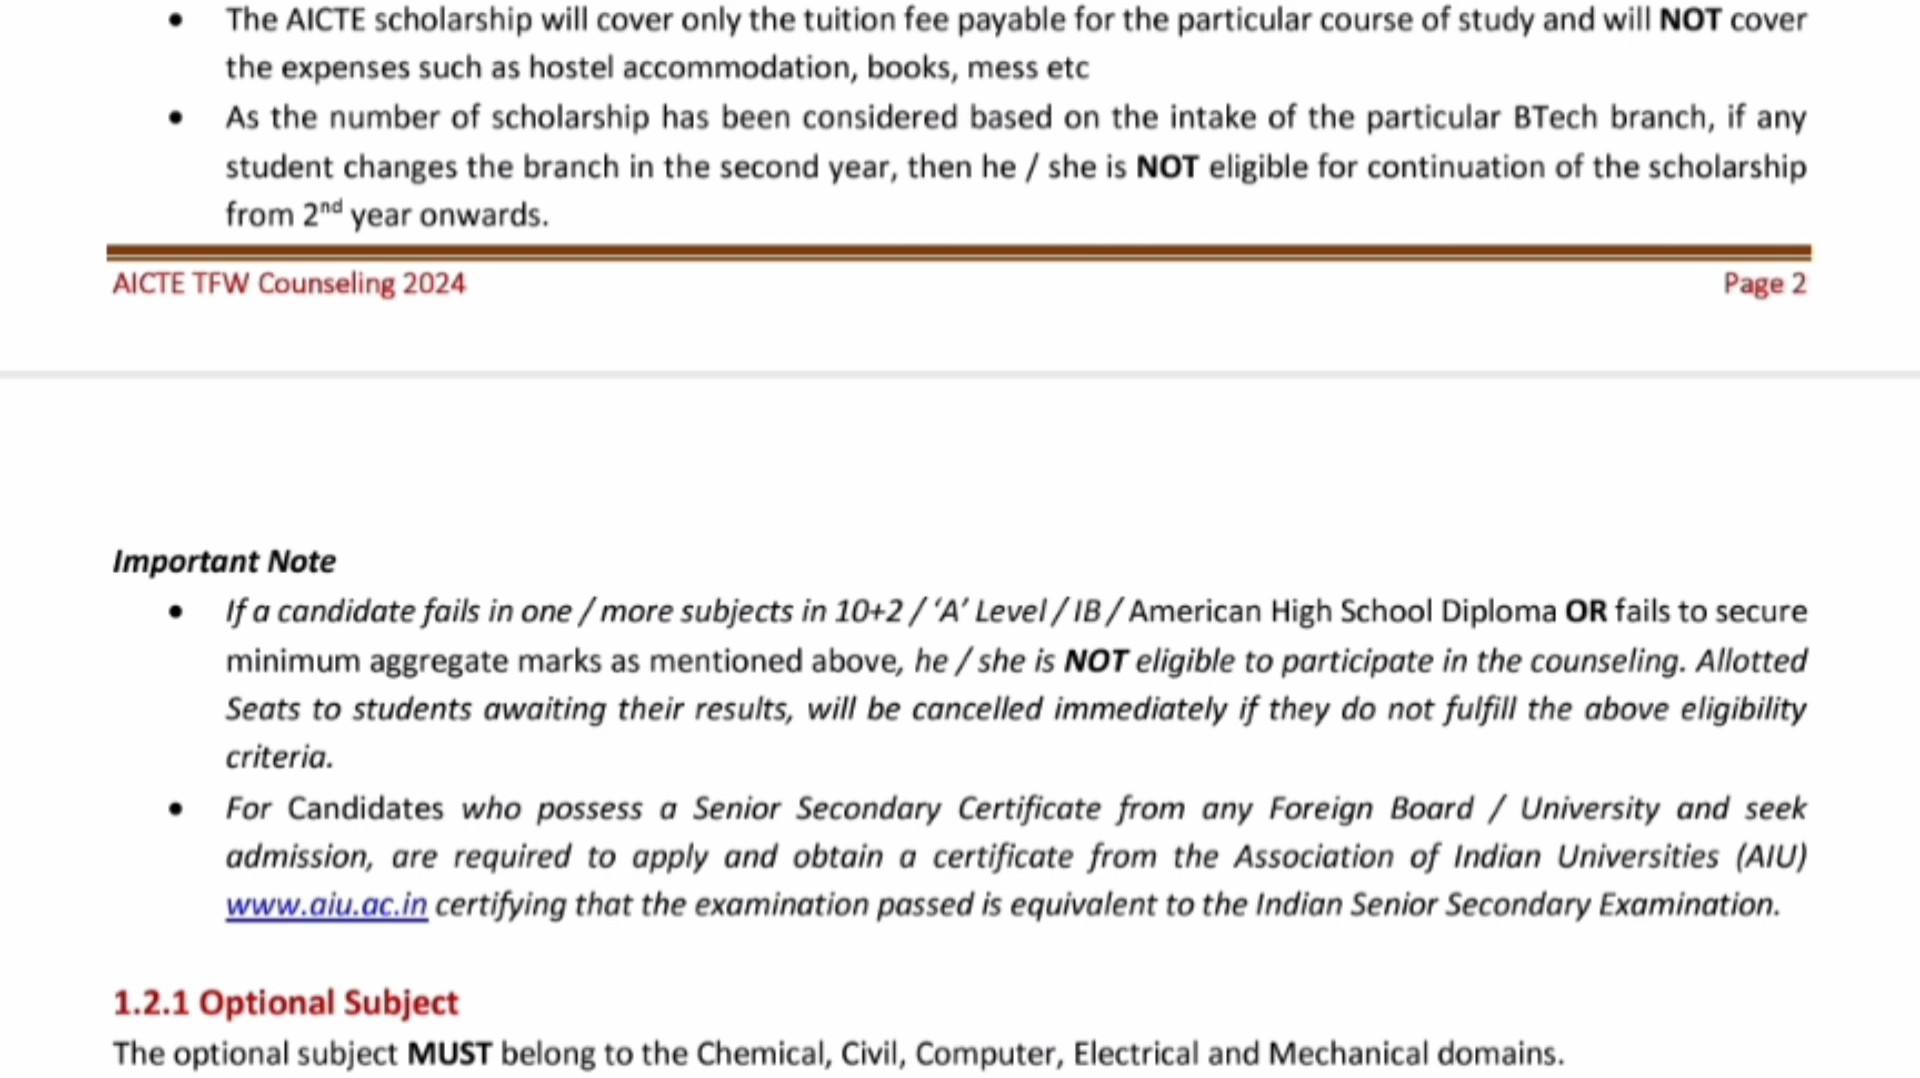 • The AICTE scholarship will cover only the tuition fee payable for the particular course of study and will NOT cover
the expenses such as hostel accommodation, books, mess etc
• As the number of scholarship has been considered based on the intake of the particular BTech branch, if any
student changes the branch in the second year, then he / she is NOT eligible for continuation of the scholarship
from 2nd year onwards.
AICTE TFW Counseling 2024 Page 2
Important Note
• If a candidate fails in one / more subjects in 10+2 / ‘A’ Level / IB / American High School Diploma OR fails to secure
minimum aggregate marks as mentioned above, he / she is NOT eligible to participate in the counseling. Allotted
Seats to students awaiting their results, will be cancelled immediately if they do not fulfill the above eligibility
criteria.
• For Candidates who possess a Senior Secondary Certificate from any Foreign Board / University and seek
admission, are required to apply and obtain a certificate from the Association of Indian Universities (AIU)
www.aiu.ac.in certifying that the examination passed is equivalent to the Indian Senior Secondary Examination.
1.2.1 Optional Subject
The optional subject MUST belong to the Chemical, Civil, Computer, Electrical and Mechanical domains.